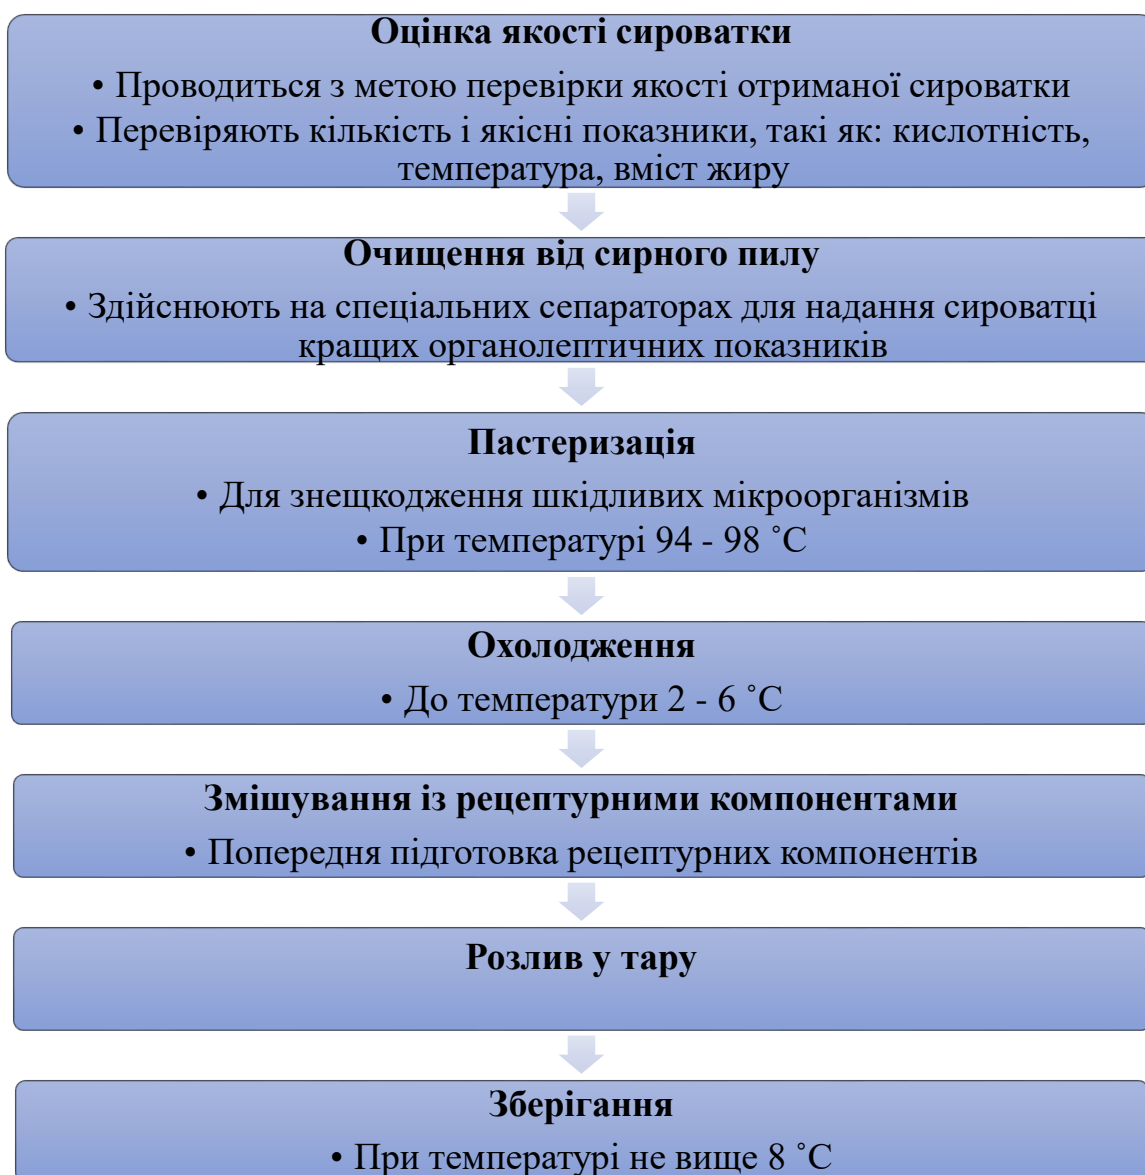 Оцінка якості сироватки
• Проводиться з метою перевірки якості отриманої сироватки
• Перевіряють кількість і якісні показники, такі як: кислотність,
температура, вміст жиру
Очищення від сирного пилу
• Здійснюють на спеціальних сепараторах для надання сироватці
кращих органолептичних показників
Пастеризація
• Для знещкодження шкідливих мікроорганізмів
• При температурі 94 - 98 ˚С
Охолодження
• До температури 2 - 6 ˚С
Змішування із рецептурними компонентами
• Попередня підготовка рецептурних компонентів
Розлив у тару
Зберігання
• При температурі не вище 8 ˚С